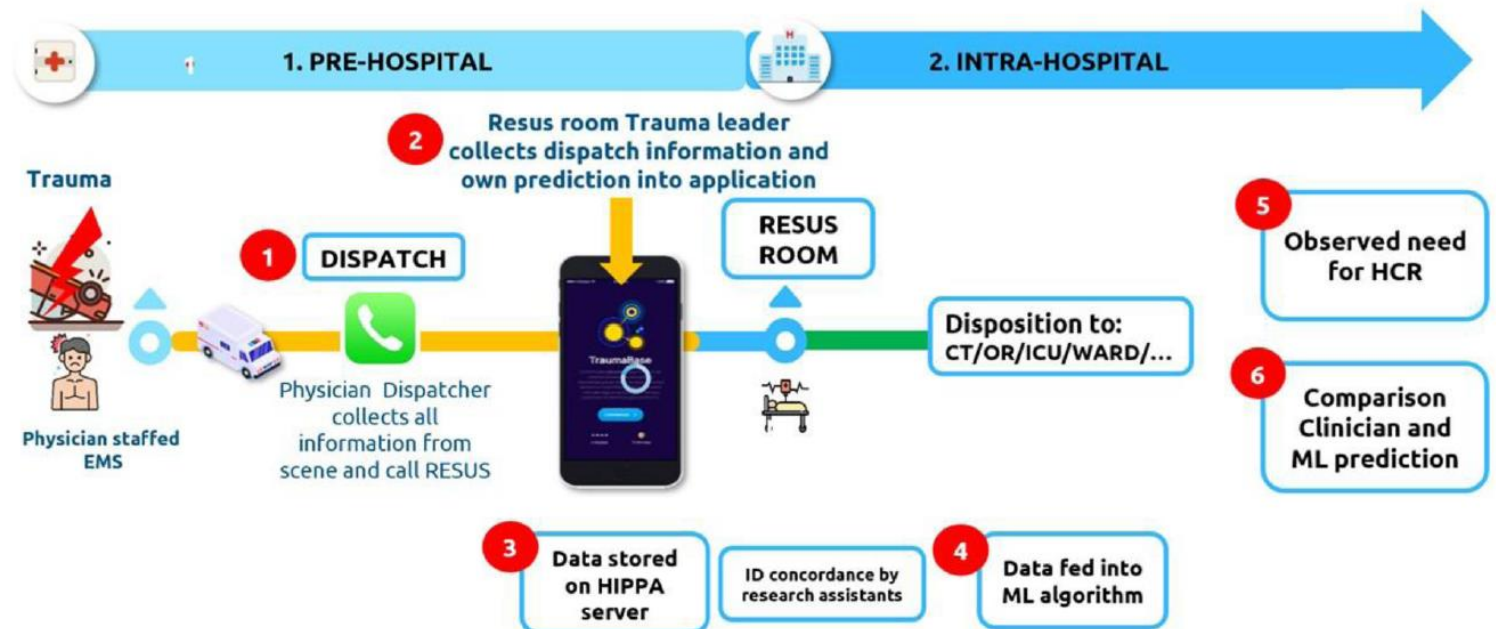 H
1. PRE-HOSPITAL
2. INTRA-HOSPITAL
2
Resus room Trauma leader
collects dispatch information and
own prediction into application
Trauma
1
DISPATCH
RESUS
ROOM
5
Observed need
for HCR
TraumaBase
Disposition to:
CT/OR/ICU/WARD/...
Physician Dispatcher
collects all
information from
scene and call RESUS
Physician staffed
EMS
6
Comparison
Clinician and
ML prediction
3
Data stored
on HIPPA
server
ID concordance by
research assistants
4
Data fed into
ML algorithm